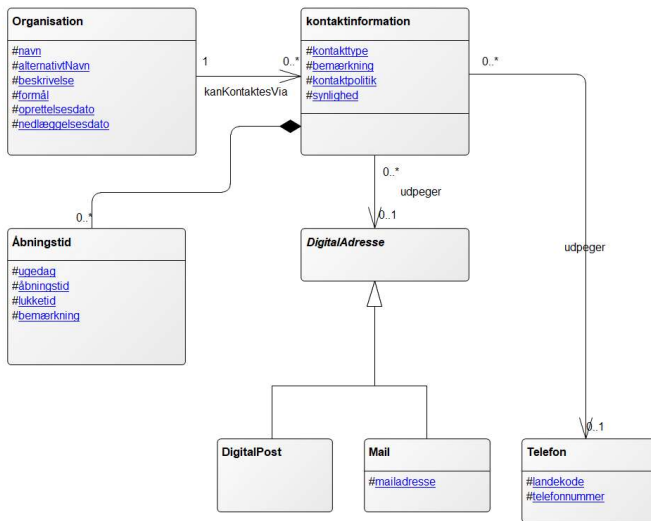 Organisation
#navn
#alternativtNavn
#beskrivelse
#formål
#oprettelsesdato
#nedlæggelsesdato
1
0..*
kanKontaktesVia
kontaktinformation
#kontakttype
#bemærkning
#kontaktpolitik
#synlighed
0..*
0..*
udpeger
0..1
0..*
Åbningstid
#ugedag
#åbningstid
#lukketid
#bemærkning
DigitalAdresse
udpeger
0..1
DigitalPost
Mail
#mailadresse
Telefon
#landekode
#telefonnummer